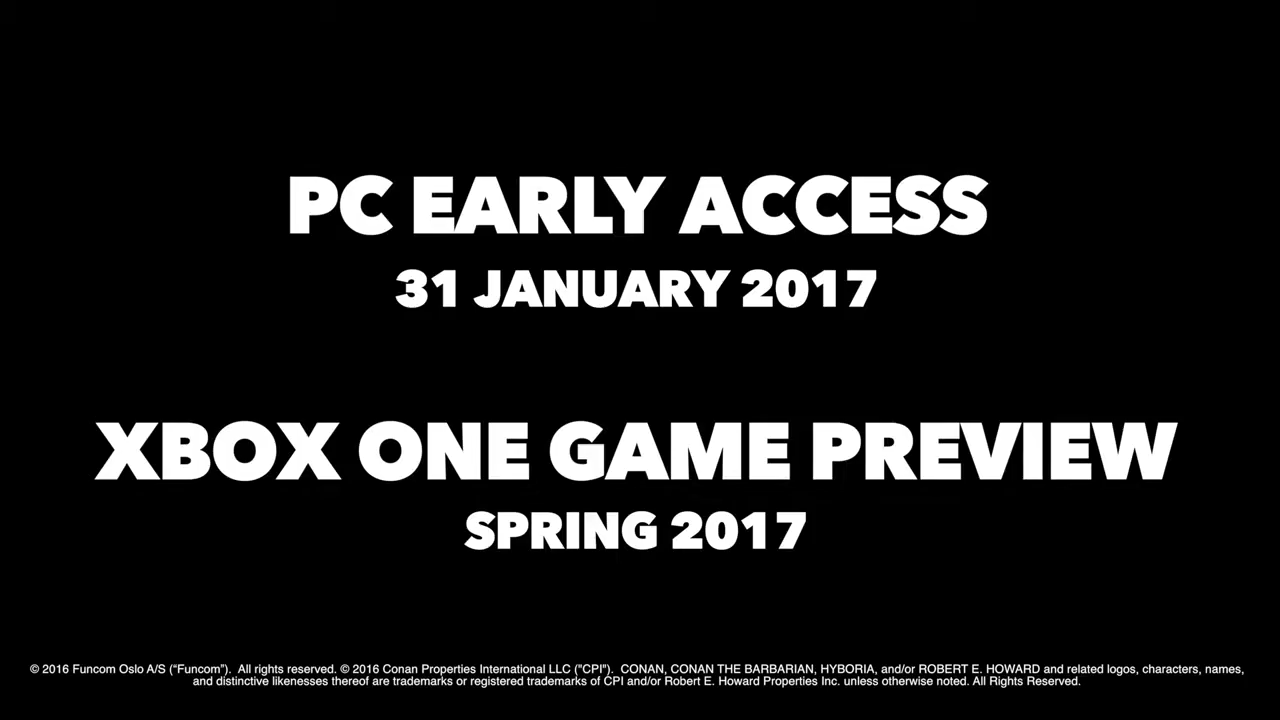 PC EARLY ACCESS
31 JANUARY 2017
XBOX ONE GAME PREVIEW
SPRING 2017
© 2016 Funcom Oslo A/S (“Funcom”).  All rights reserved. © 2016 Conan Properties International LLC ("CPI").  CONAN, CONAN THE BARBARIAN, HYBORIA, and/or ROBERT E. HOWARD and related logos, characters, names,
and distinctive likenesses thereof are trademarks or registered trademarks of CPI and/or Robert E. Howard Properties Inc. unless otherwise noted. All Rights Reserved.